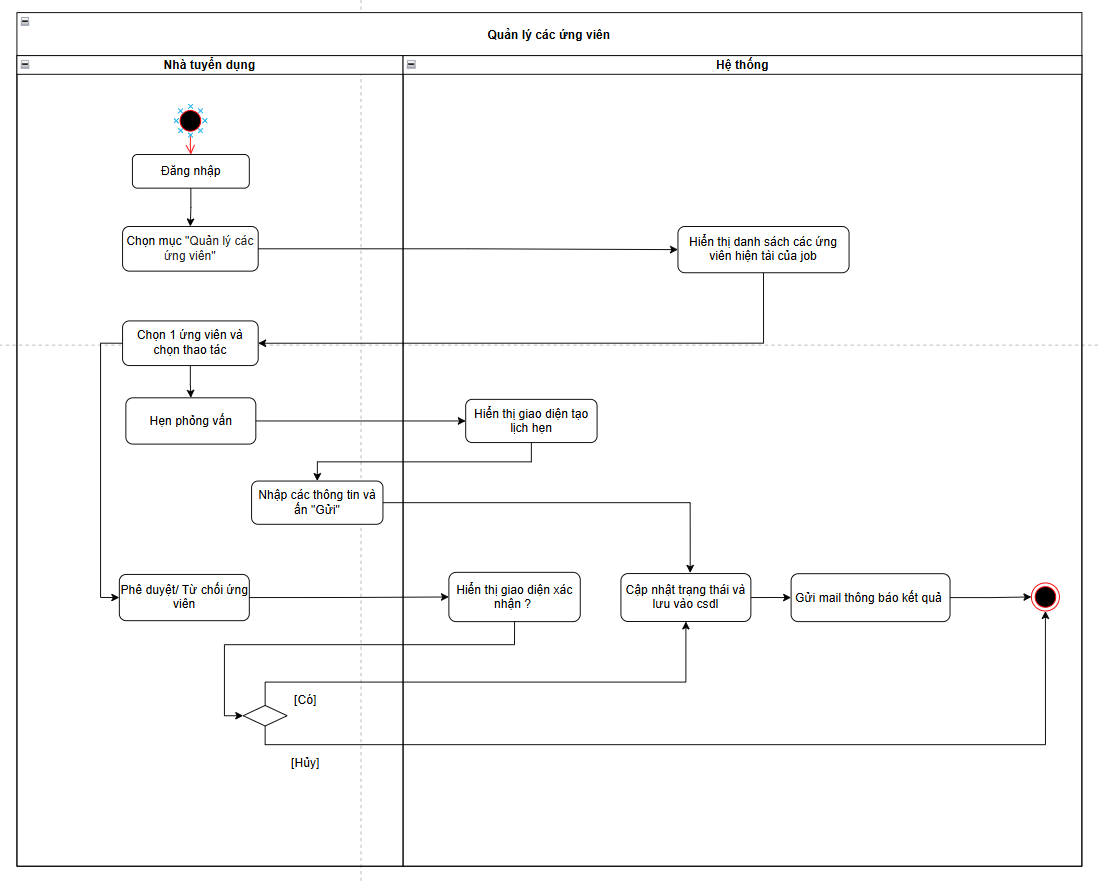 Quản lý các ứng viên
Nhà tuyển dụng
Hệ thống
Đăng nhập
Chọn mục "Quản lý các
ứng viên"
Hiển thị danh sách các ứng
viên hiện tải của job
Chọn 1 ứng viên và
chọn thao tác
Hẹn phỏng vấn
Hiển thị giao diện tạo
lịch hẹn
Nhập các thông tin và
ấn "Gửi"
Phê duyệt/ Từ chối ứng
viên
Hiển thị giao diện xác
nhận ?
Cập nhật trạng thái và
lưu vào csdl
Gửi mail thông báo kết quả
[Có]
[Hủy]